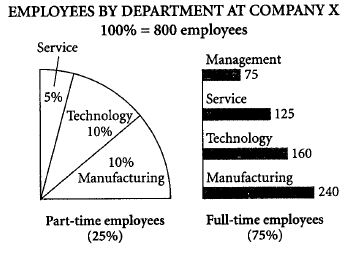 EMPLOYEES BY DEPARTMENT AT COMPANY X
100% = 800 employees
Service
5%
Technology
10%
10%
Manufacturing
Part-time employees
(25%)
Management
75
Service
125
Technology
160
Manufacturing
240
Full-time employees
(75%)